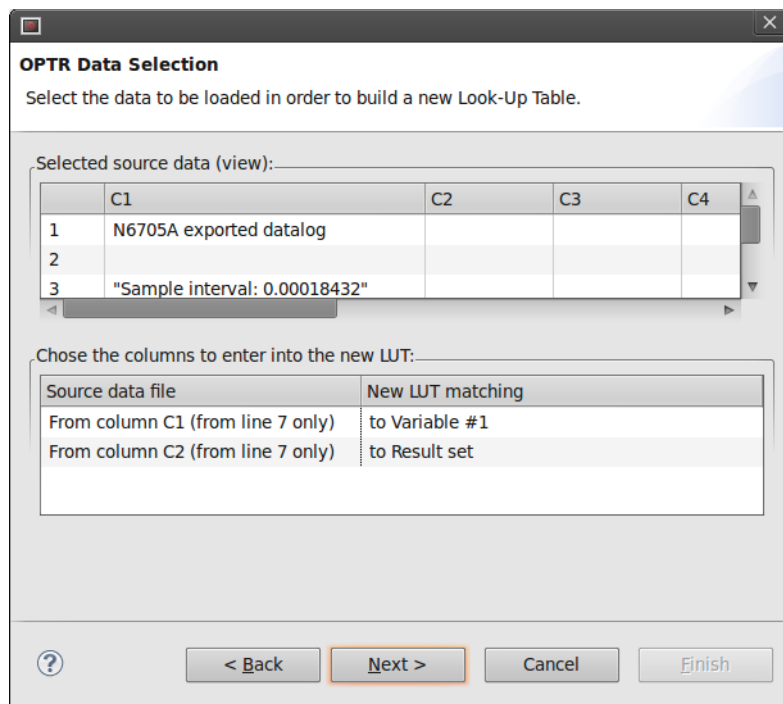 OPTR Data Selection
Select the data to be loaded in order to build a new Look-Up Table.
Selected source data (view):
C1 C2 C3 C4
1 N6705A exported datalog
2
3 "Sample interval: 0.00018432"
Chose the columns to enter into the new LUT:
Source data file New LUT matching
From column C1 (from line 7 only) to Variable #1
From column C2 (from line 7 only) to Result set
? < Back Next > Cancel Finish